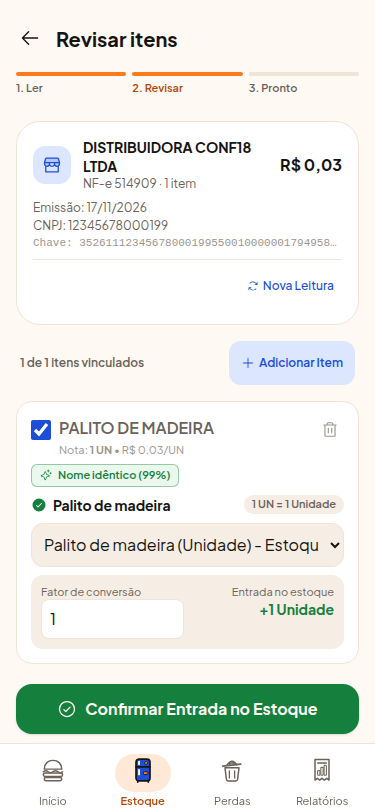 Revisar itens
1. Ler
2. Revisar
3. Pronto
DISTRIBUIDORA CONF18
LTDA
R$ 0,03
NF-e 514909 · 1 item
Emissão: 17/11/2026
CNPJ: 12345678000199
Chave: 35261112345678000199550010000001794958…
Nova Leitura
1 de 1 itens vinculados
Adicionar Item
PALITO DE MADEIRA
Nota: 1 UN • R$ 0,03/UN
Nome idêntico (99%)
Palito de madeira
1 UN = 1 Unidade
Palito de madeira (Unidade) - Estoqu
Fator de conversão
Entrada no estoque
1
+1 Unidade
Confirmar Entrada no Estoque
Início
Estoque
Perdas
Relatórios